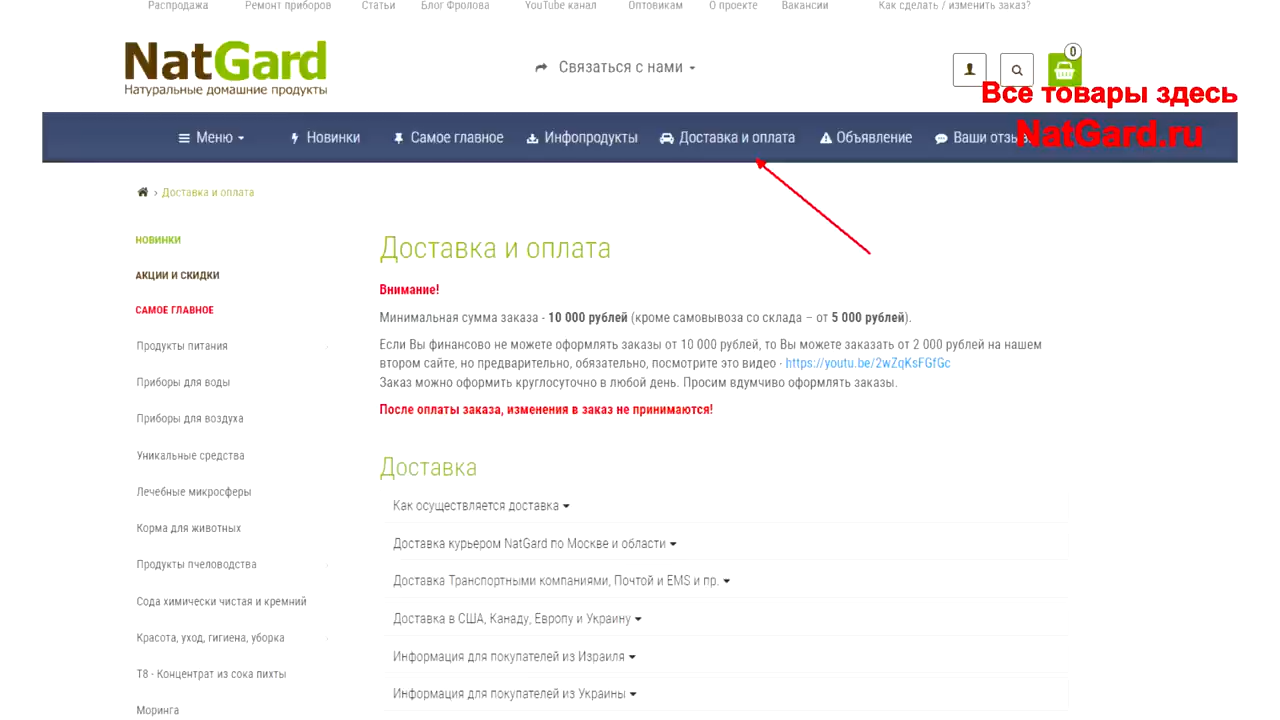 Распродажа Ремонт приборов Статьи Блог Фролова YouTube канал Оптовикам О проекте Вакансии Как сделать / изменить заказ?
NatGard
Натуральные домашние продукты
Связаться с нами
0
Все товары здесь
NatGard.ru
Меню Новинки Самое главное Инфопродукты Доставка и оплата Объявление Ваши отзыв
› Доставка и оплата
НОВИНКИ
АКЦИИ И СКИДКИ
САМОЕ ГЛАВНОЕ
Продукты питания
Приборы для воды
Приборы для воздуха
Уникальные средства
Лечебные микросферы
Корма для животных
Продукты пчеловодства
Сода химически чистая и кремний
Красота, уход, гигиена, уборка
Т8 - Концентрат из сока пихты
Моринга
Доставка и оплата
Внимание!
Минимальная сумма заказа - 10 000 рублей (кроме самовывоза со склада – от 5 000 рублей).
Если Вы финансово не можете оформлять заказы от 10 000 рублей, то Вы можете заказать от 2 000 рублей на нашем
втором сайте, но предварительно, обязательно, посмотрите это видео - https://youtu.be/2wZqKsFGfGc
Заказ можно оформить круглосуточно в любой день. Просим вдумчиво оформлять заказы.
После оплаты заказа, изменения в заказ не принимаются!
Доставка
Как осуществляется доставка
Доставка курьером NatGard по Москве и области
Доставка Транспортными компаниями, Почтой и EMS и пр.
Доставка в США, Канаду, Европу и Украину
Информация для покупателей из Израиля
Информация для покупателей из Украины